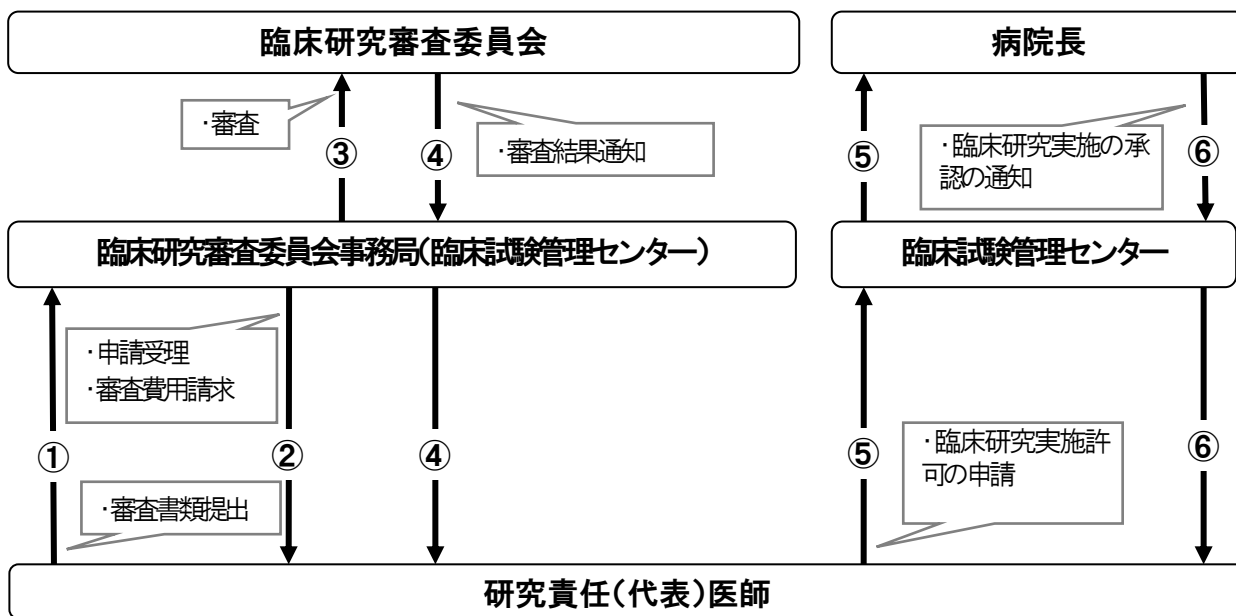 臨床研究審査委員会
病院長
・審査
③
④
・審査結果通知
⑤
・臨床研究実施の承
認の通知
⑥
臨床研究審査委員会事務局(臨床試験管理センター)
臨床試験管理センター
・申請受理
・審査費用請求
①
②
④
⑤
・臨床研究実施許
可の申請
⑥
・審査書類提出
研究責任(代表)医師